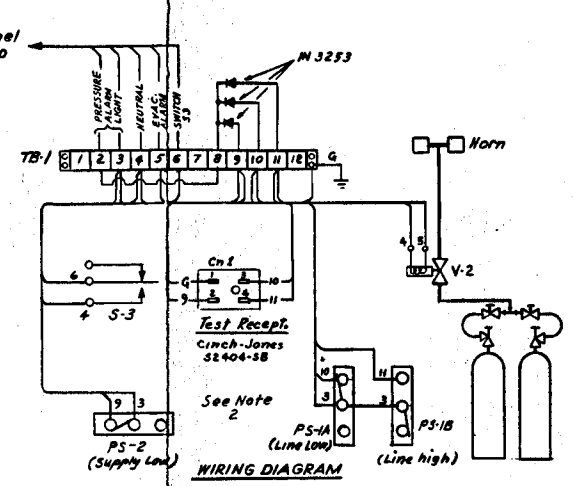 nel
o
IN 3253
PRESSURE
ALARM
LIGHT
NEUTRAL
EVAC.
ALARM
SWITCH
S3
TB-1 1 2 3 4 5 6 7 8 9 10 11 12 G
Horn
4 5
V-2
6
4 S-3
Cn1
G 1 3 10
9 2 4 11
Test Recept.
Cinch-Jones
S2404-SB
See Note
2
9 3
PS-2
(Supply Low)
10
3
PS-1A
(Line low)
11
3
PS-1B
(Line high)
WIRING DIAGRAM